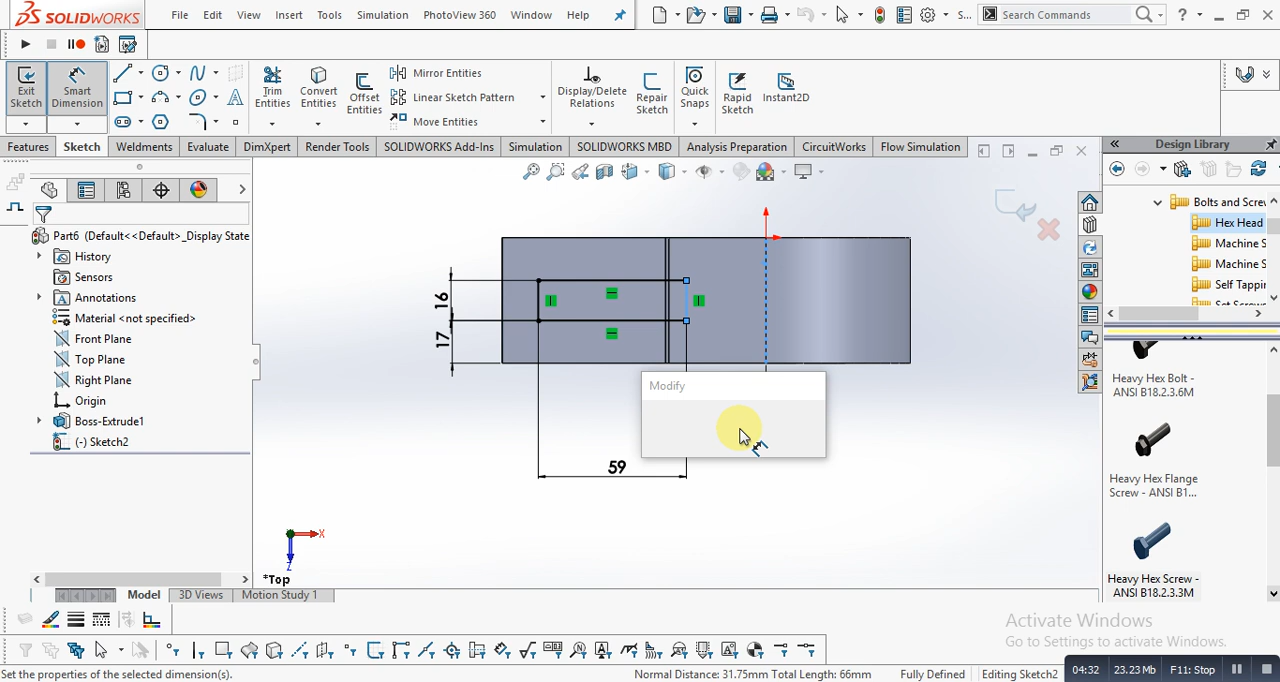 SOLIDWORKS
File Edit View Insert Tools Simulation PhotoView 360 Window Help
S...
Search Commands
?
Exit Sketch
Smart Dimension
Trim Entities
Convert Entities
Offset Entities
Mirror Entities
Linear Sketch Pattern
Move Entities
Display/Delete Relations
Repair Sketch
Quick Snaps
Rapid Sketch
Instant2D
Features Sketch Weldments Evaluate DimXpert Render Tools SOLIDWORKS Add-Ins Simulation SOLIDWORKS MBD Analysis Preparation CircuitWorks Flow Simulation
Design Library
Part6 (Default<<Default>_Display State
History
Sensors
Annotations
Material <not specified>
Front Plane
Top Plane
Right Plane
Origin
Boss-Extrude1
(-) Sketch2
16
17
59
Modify
X
Z
*Top
Bolts and Screw
Hex Head
Machine S
Machine S
Self Tappir
Heavy Hex Bolt -
ANSI B18.2.3.6M
Heavy Hex Flange
Screw - ANSI B1...
Heavy Hex Screw -
ANSI B18.2.3.3M
Model 3D Views Motion Study 1
Activate Windows
Go to Settings to activate Windows.
Set the properties of the selected dimension(s).
Normal Distance: 31.75mm Total Length: 66mm
Fully Defined
Editing Sketch2
04:32 23.23 Mb F11: Stop